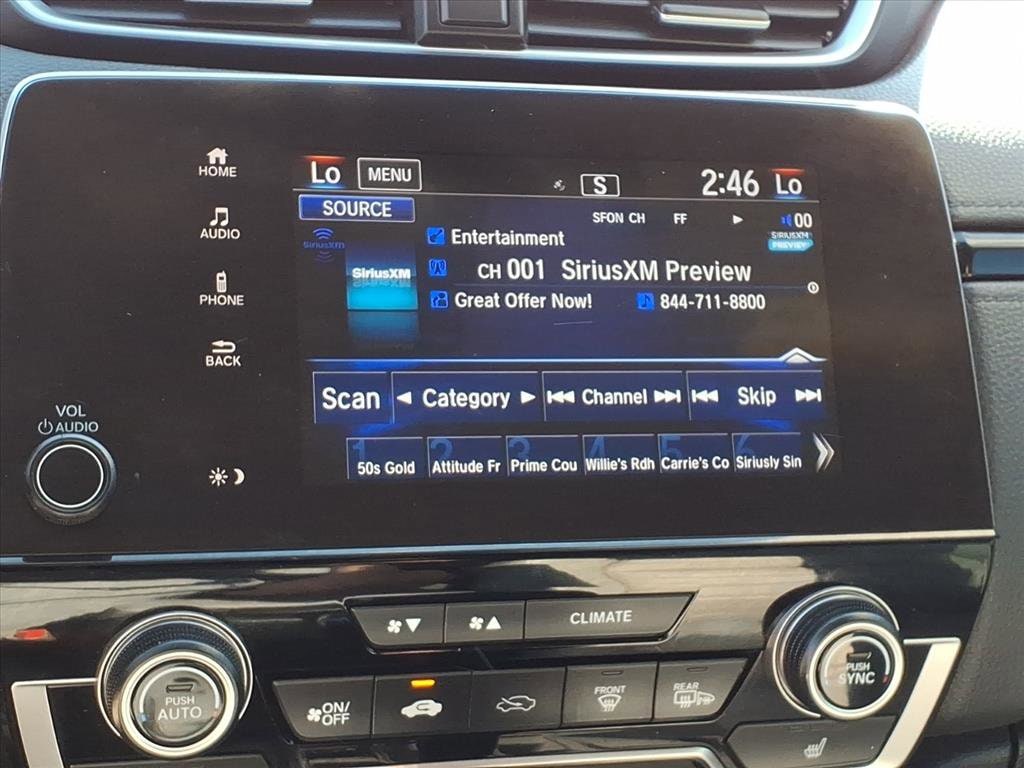 HOME
AUDIO
PHONE
BACK
VOL
AUDIO
Lo MENU S 2:46 Lo
SOURCE SFON CH FF 00
SiriusXM Entertainment SIRIUSXM
PREVIEW
SiriusXM CH 001 SiriusXM Preview
Great Offer Now! 844-711-8800
Scan Category Channel Skip
1 2 3 4 5 6
50s Gold Attitude Fr Prime Cou Willie's Rdh Carrie's Co Siriusly Sin
CLIMATE
PUSH
AUTO
ON/
OFF
FRONT
REAR
PUSH
SYNC